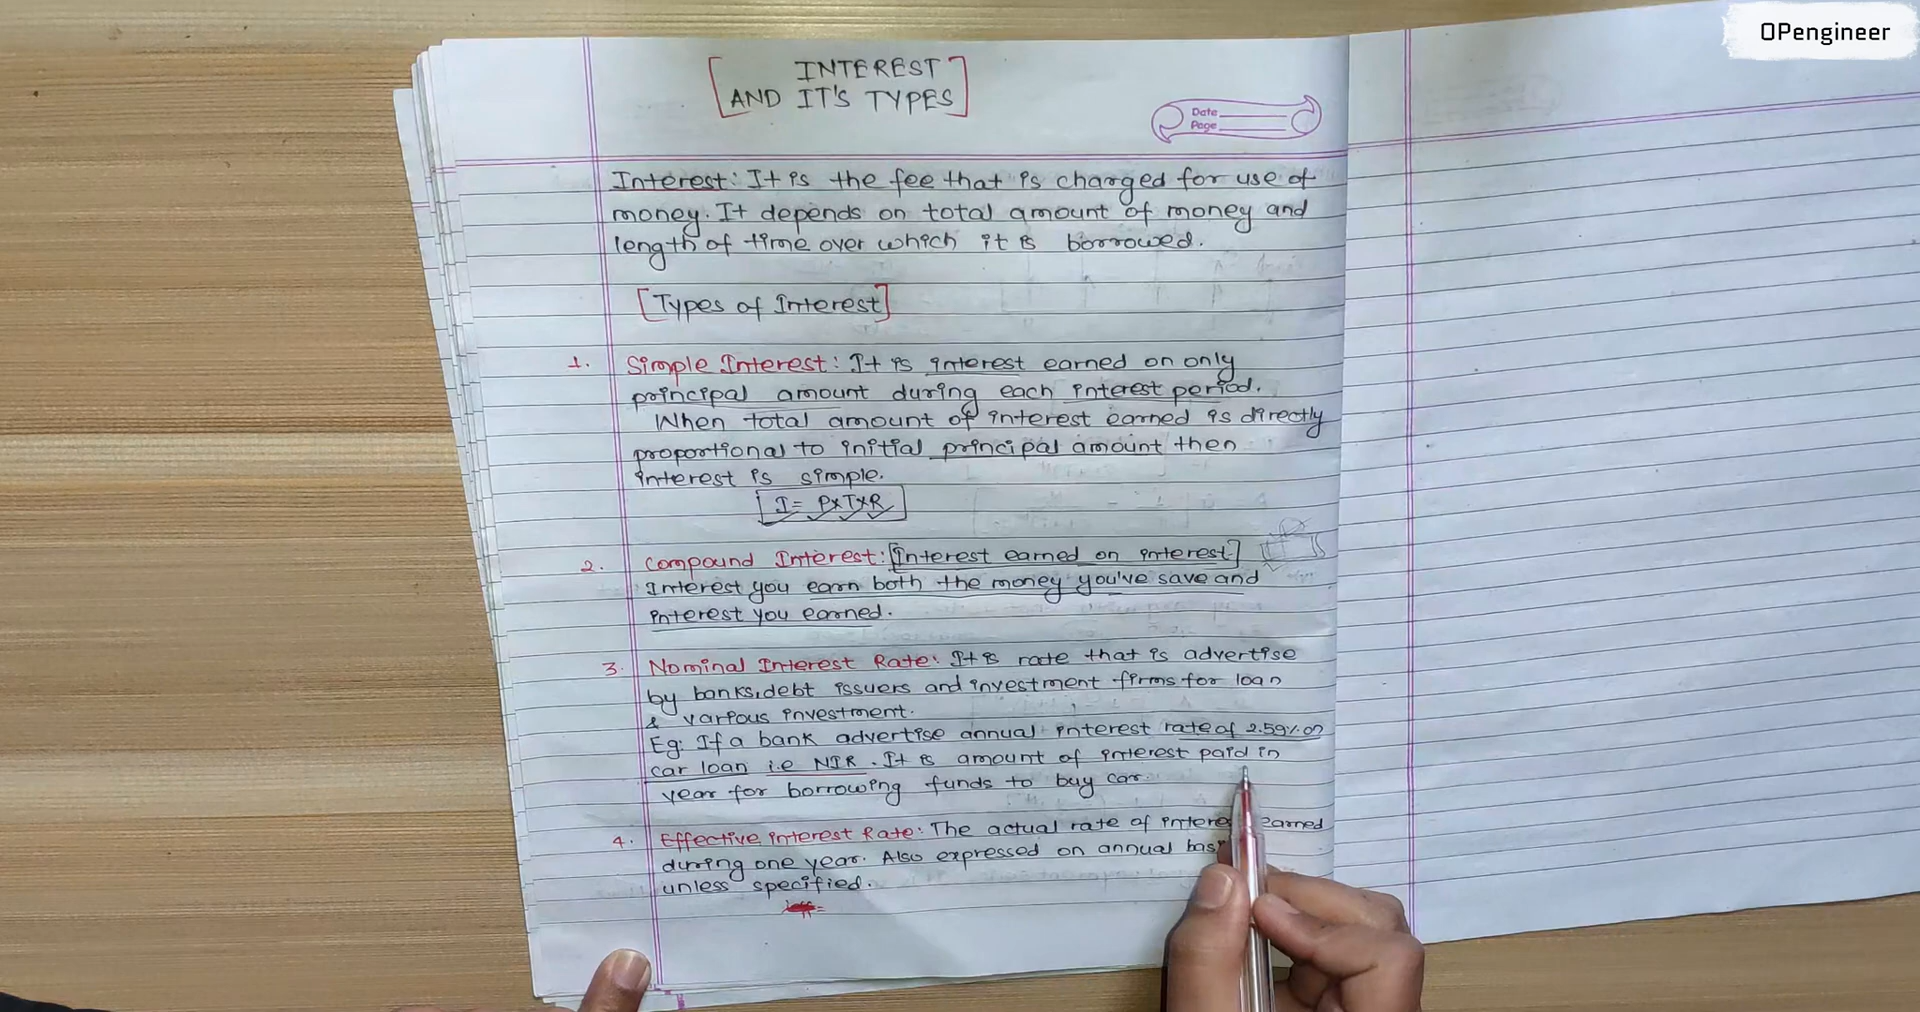 OPengineer
INTEREST
AND IT'S TYPES
Date
Page
Interest: It is the fee that is charged for use of
money. It depends on total amount of money and
length of time over which it is borrowed.
Types of Interest
1. Simple Interest: It is interest earned on only
principal amount during each interest period.
When total amount of interest earned is directly
proportional to initial principal amount then
interest is simple.
I = P×T×R
2. Compound Interest: [Interest earned on interest]
Interest you earn both the money you've save and
interest you earned.
3. Nominal Interest Rate: It is rate that is advertise
by banks, debt issuers and investment firms for loan
& various investment.
Eg: If a bank advertise annual interest rate of 2.59% on
car loan i.e NIR. It is amount of interest paid in
year for borrowing funds to buy car.
4. Effective interest Rate: The actual rate of earned
during one year. Also expressed on annual
unless specified.